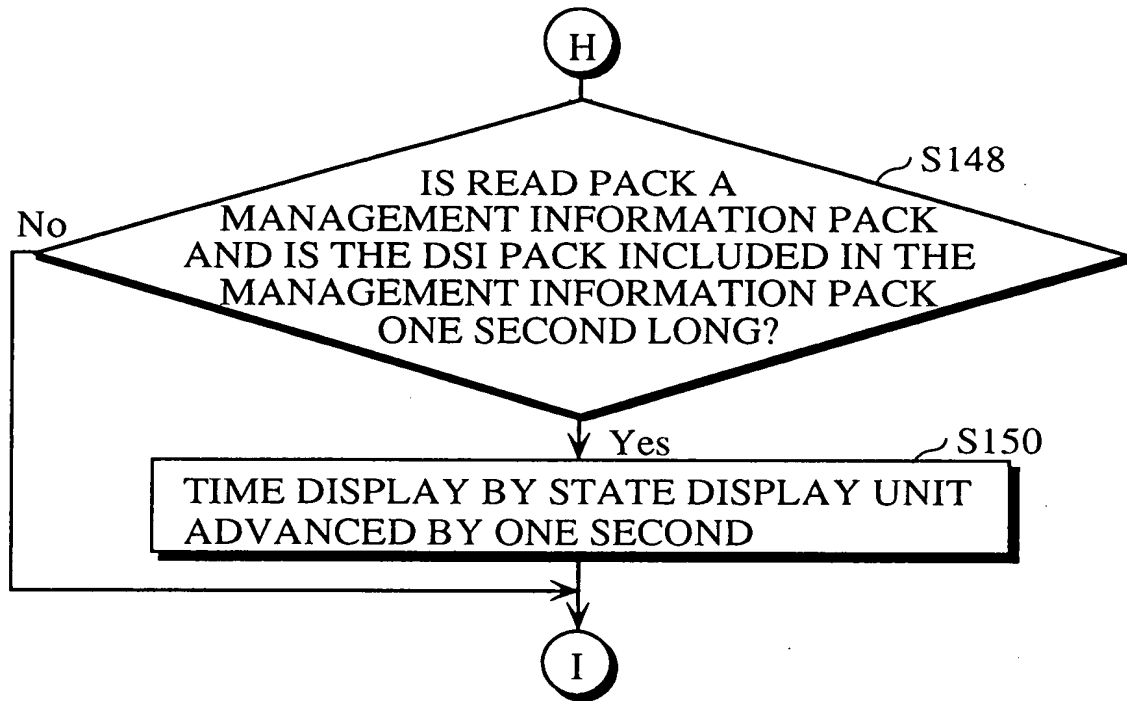 H
S148
IS READ PACK A
MANAGEMENT INFORMATION PACK
AND IS THE DSI PACK INCLUDED IN THE
MANAGEMENT INFORMATION PACK
ONE SECOND LONG?
No
Yes
S150
TIME DISPLAY BY STATE DISPLAY UNIT
ADVANCED BY ONE SECOND
I